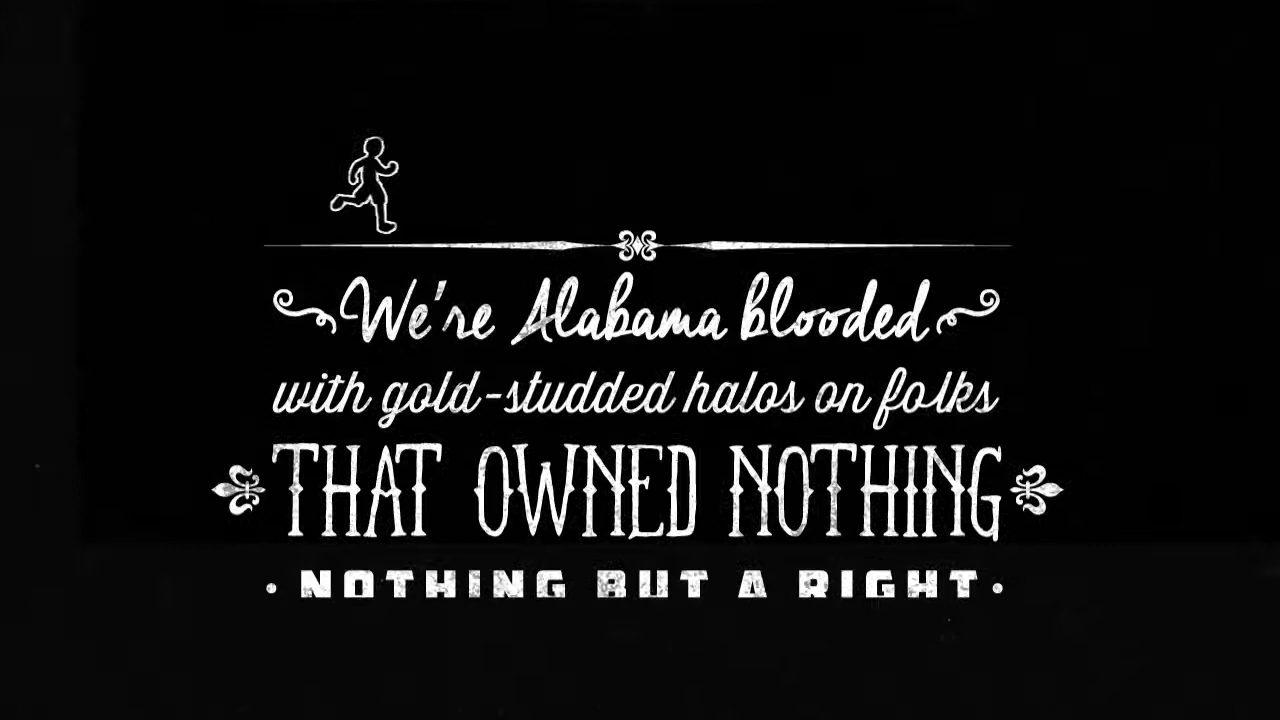 We're Alabama blooded
with gold-studded halos on folks
THAT OWNED NOTHING
• NOTHING BUT A RIGHT •